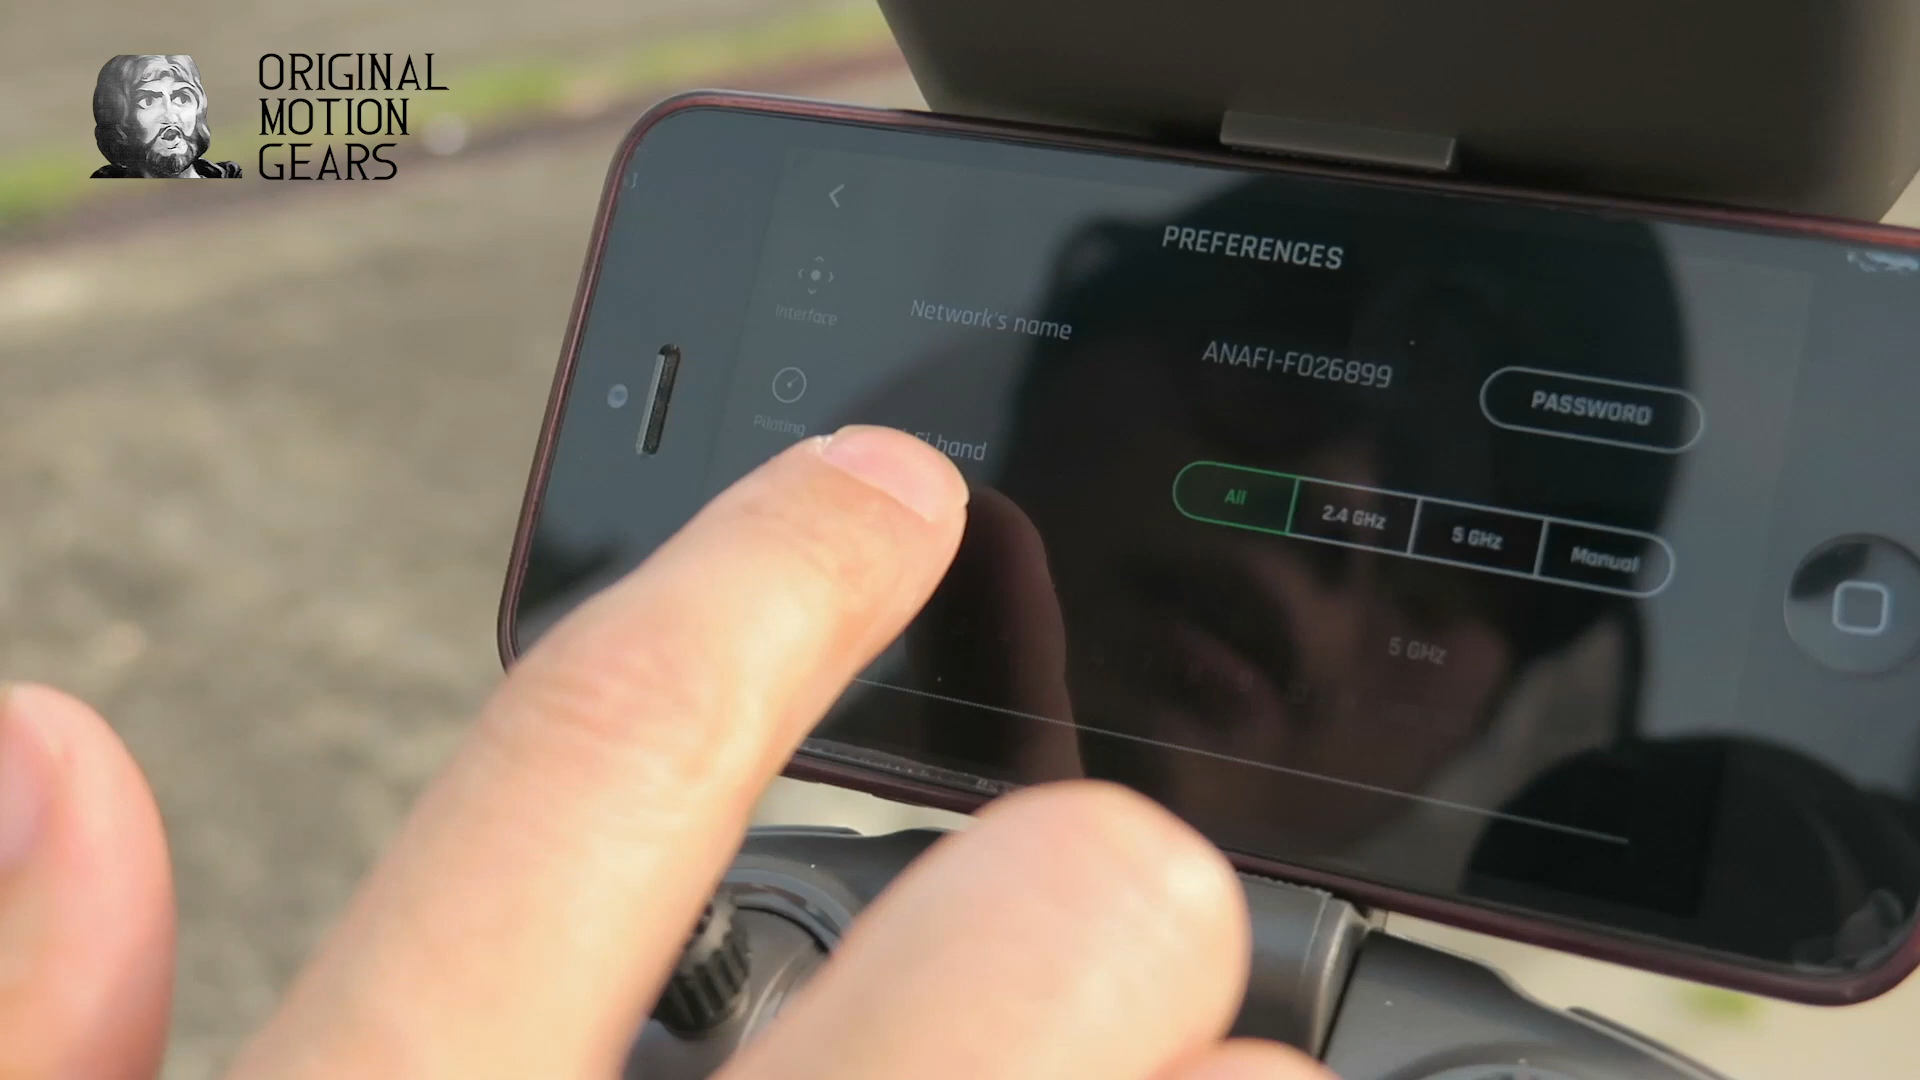 ORIGINAL
MOTION
GEARS
PREFERENCES
Interface
Network's name
ANAFI-F026899
PASSWORD
Piloting
band
All
2.4 GHz
5 GHz
Manual
5 GHz